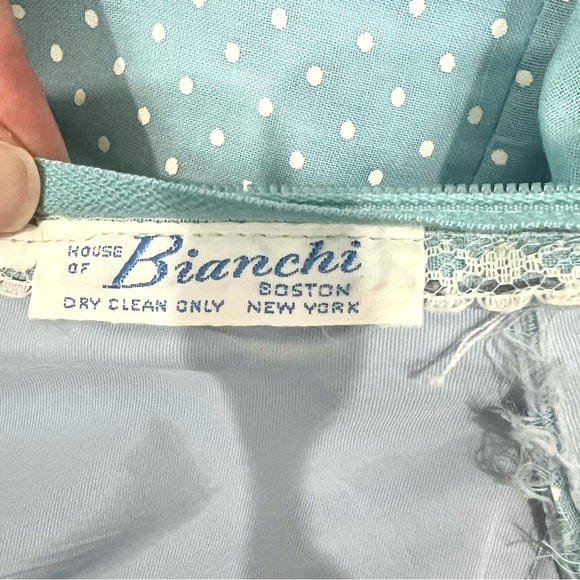 HOUSE OF Bianchi
BOSTON
DRY CLEAN ONLY NEW YORK